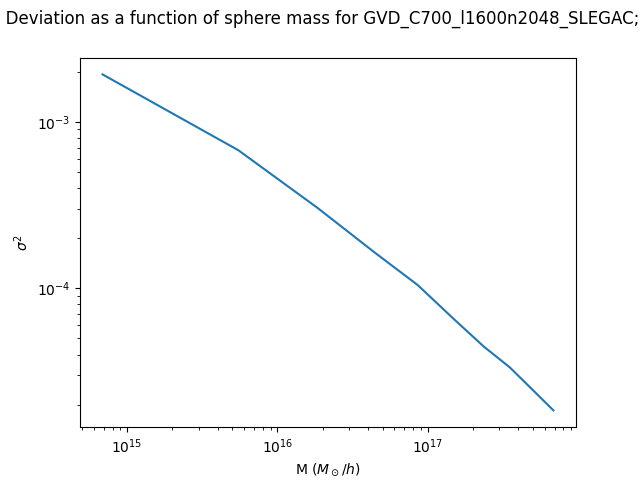 Deviation as a function of sphere mass for GVD_C700_l1600n2048_SLEGAC;
10⁻³
σ²
10⁻⁴
10¹⁵ 10¹⁶ 10¹⁷
M (M⊙/h)